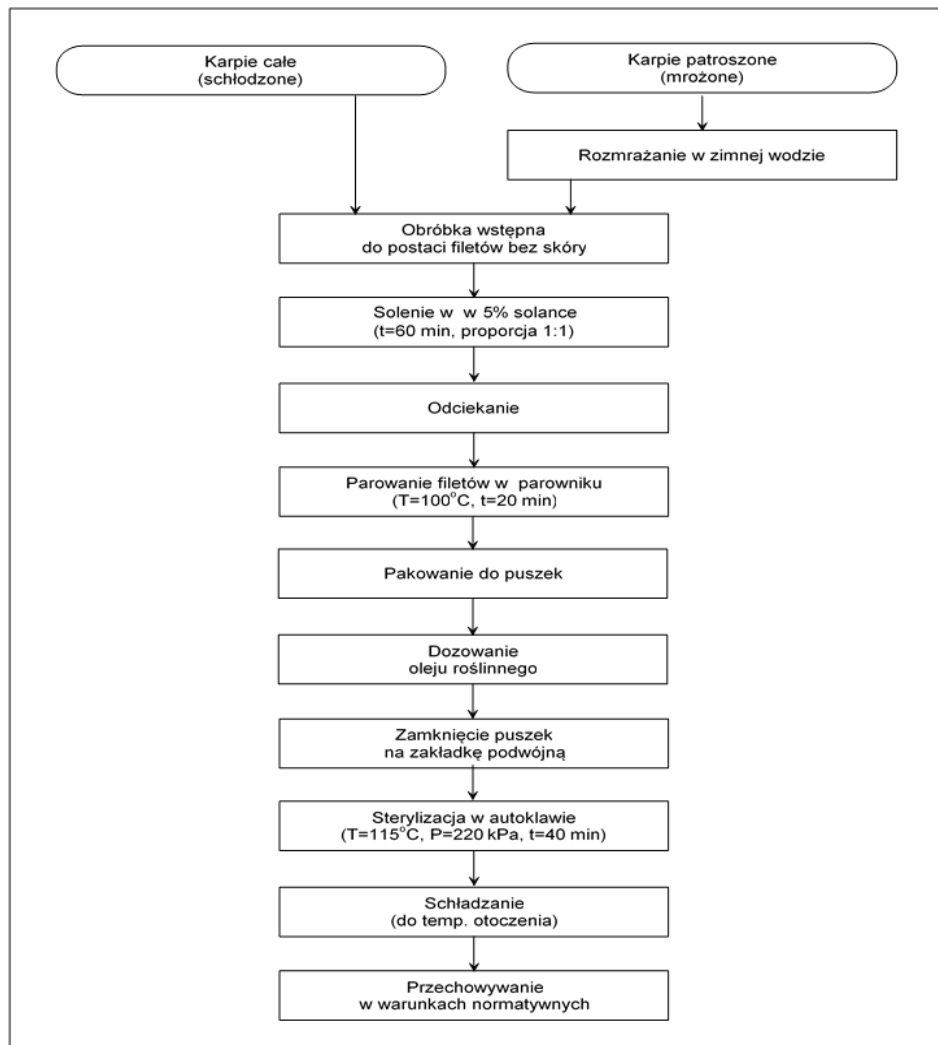 Karpie całe
(schłodzone)
Karpie patroszone
(mrożone)
Rozmrażanie w zimnej wodzie
Obróbka wstępna
do postaci filetów bez skóry
Solenie w w 5% solance
(t=60 min, proporcja 1:1)
Odciekanie
Parowanie filetów w parowniku
(T=100°C, t=20 min)
Pakowanie do puszek
Dozowanie
oleju roślinnego
Zamknięcie puszek
na zakładkę podwójną
Sterylizacja w autoklawie
(T=115°C, P=220 kPa, t=40 min)
Schładzanie
(do temp. otoczenia)
Przechowywanie
w warunkach normatywnych